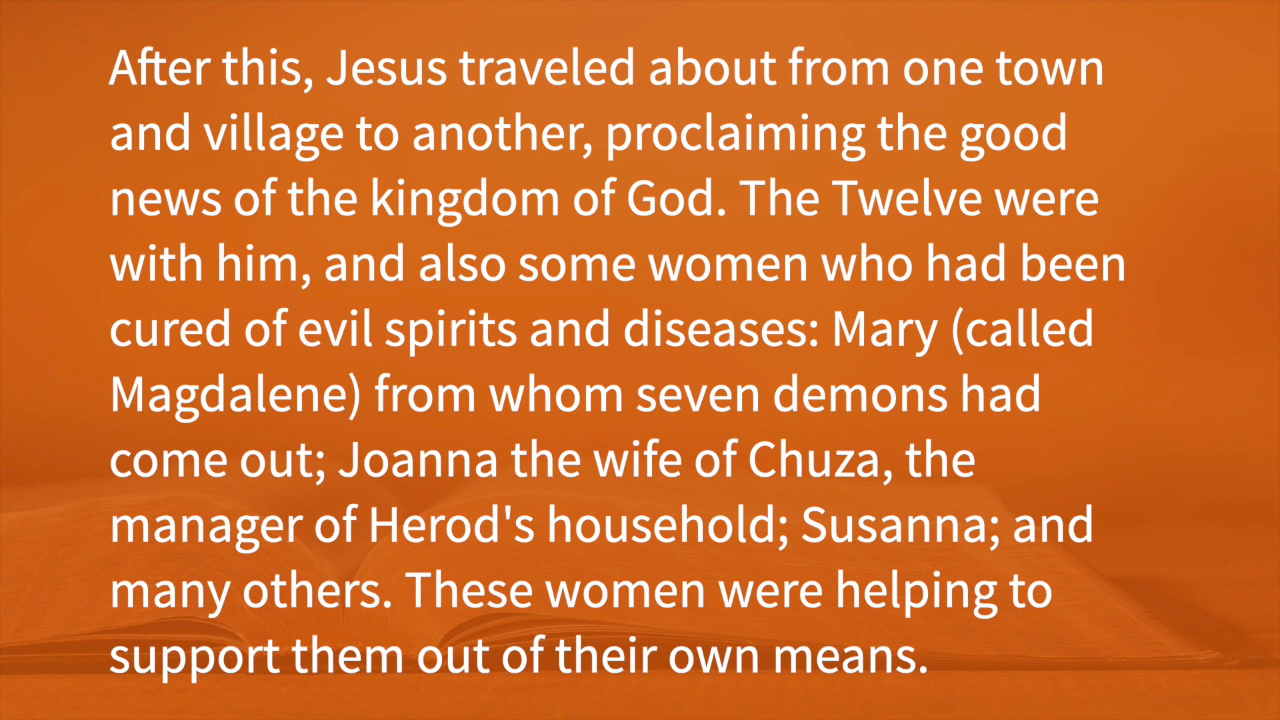 After this, Jesus traveled about from one town
and village to another, proclaiming the good
news of the kingdom of God. The Twelve were
with him, and also some women who had been
cured of evil spirits and diseases: Mary (called
Magdalene) from whom seven demons had
come out; Joanna the wife of Chuza, the
manager of Herod's household; Susanna; and
many others. These women were helping to
support them out of their own means.